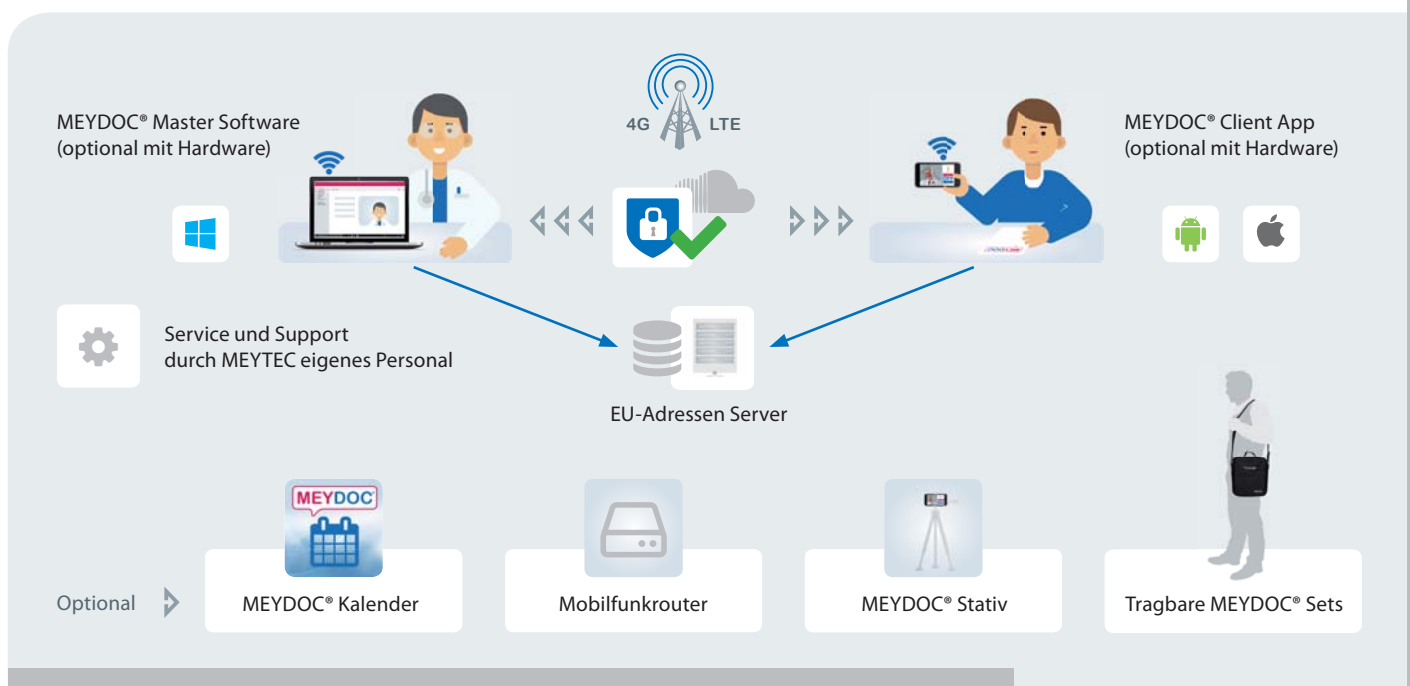 4G LTE
MEYDOC® Master Software
(optional mit Hardware)
MEYDOC® Client App
(optional mit Hardware)
Service und Support
durch MEYTEC eigenes Personal
EU-Adressen Server
MEYDOC
Optional
MEYDOC® Kalender
Mobilfunkrouter
MEYDOC® Stativ
Tragbare MEYDOC® Sets